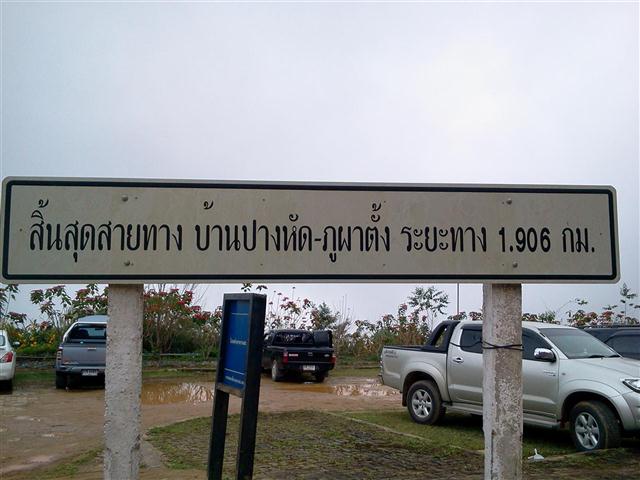 สิ้นสุดสายทาง บ้านปางหัด-ภูผาตั้ง ระยะทาง 1.906 กม.